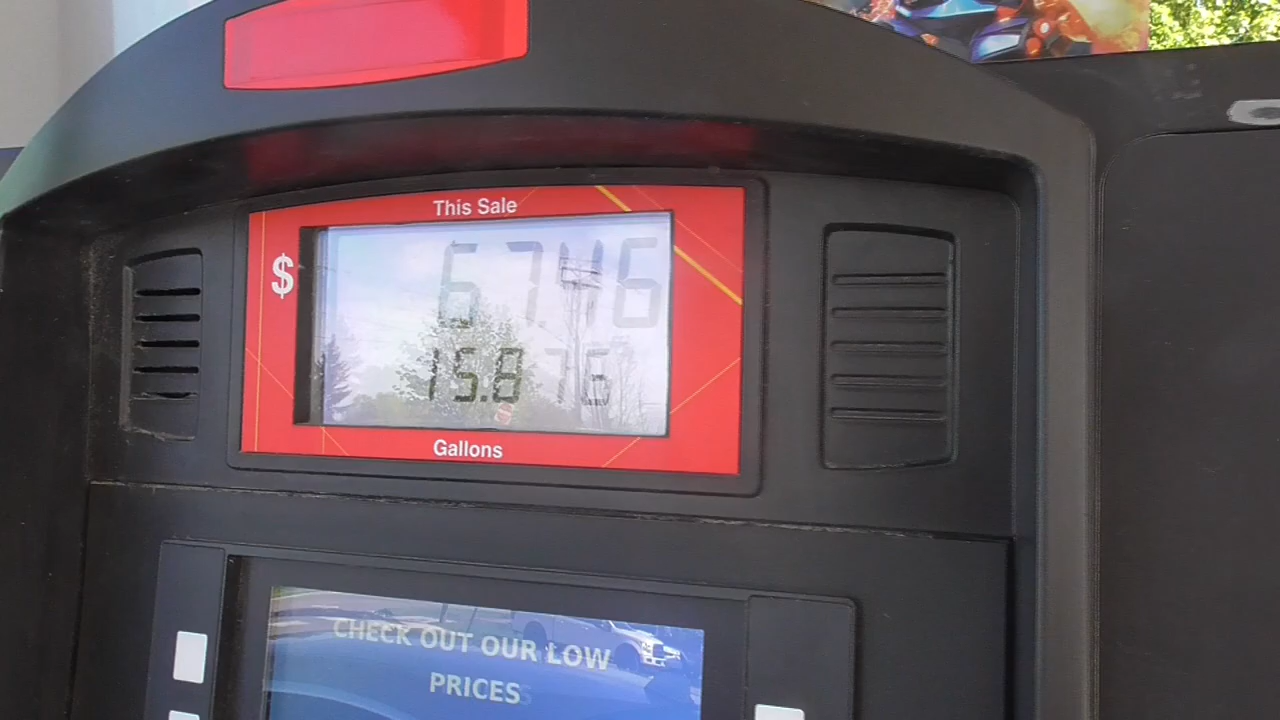 This Sale
$ 67.46
15.876
Gallons
CHECK OUT OUR LOW
PRICES